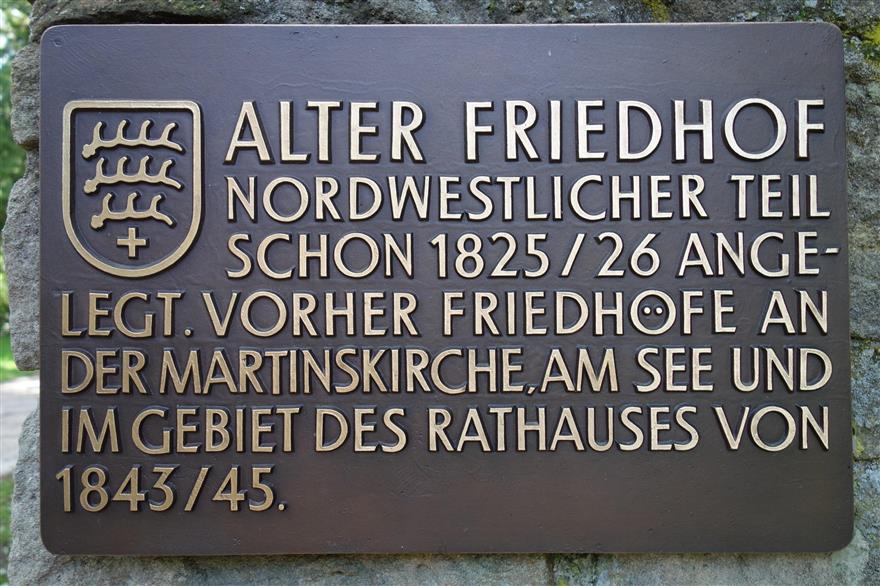 ALTER FRIEDHOF
NORDWESTLICHER TEIL
SCHON 1825/26 ANGE-
LEGT. VORHER FRIEDHÖFE AN
DER MARTINSKIRCHE, AM SEE UND
IM GEBIET DES RATHAUSES VON
1843/45.